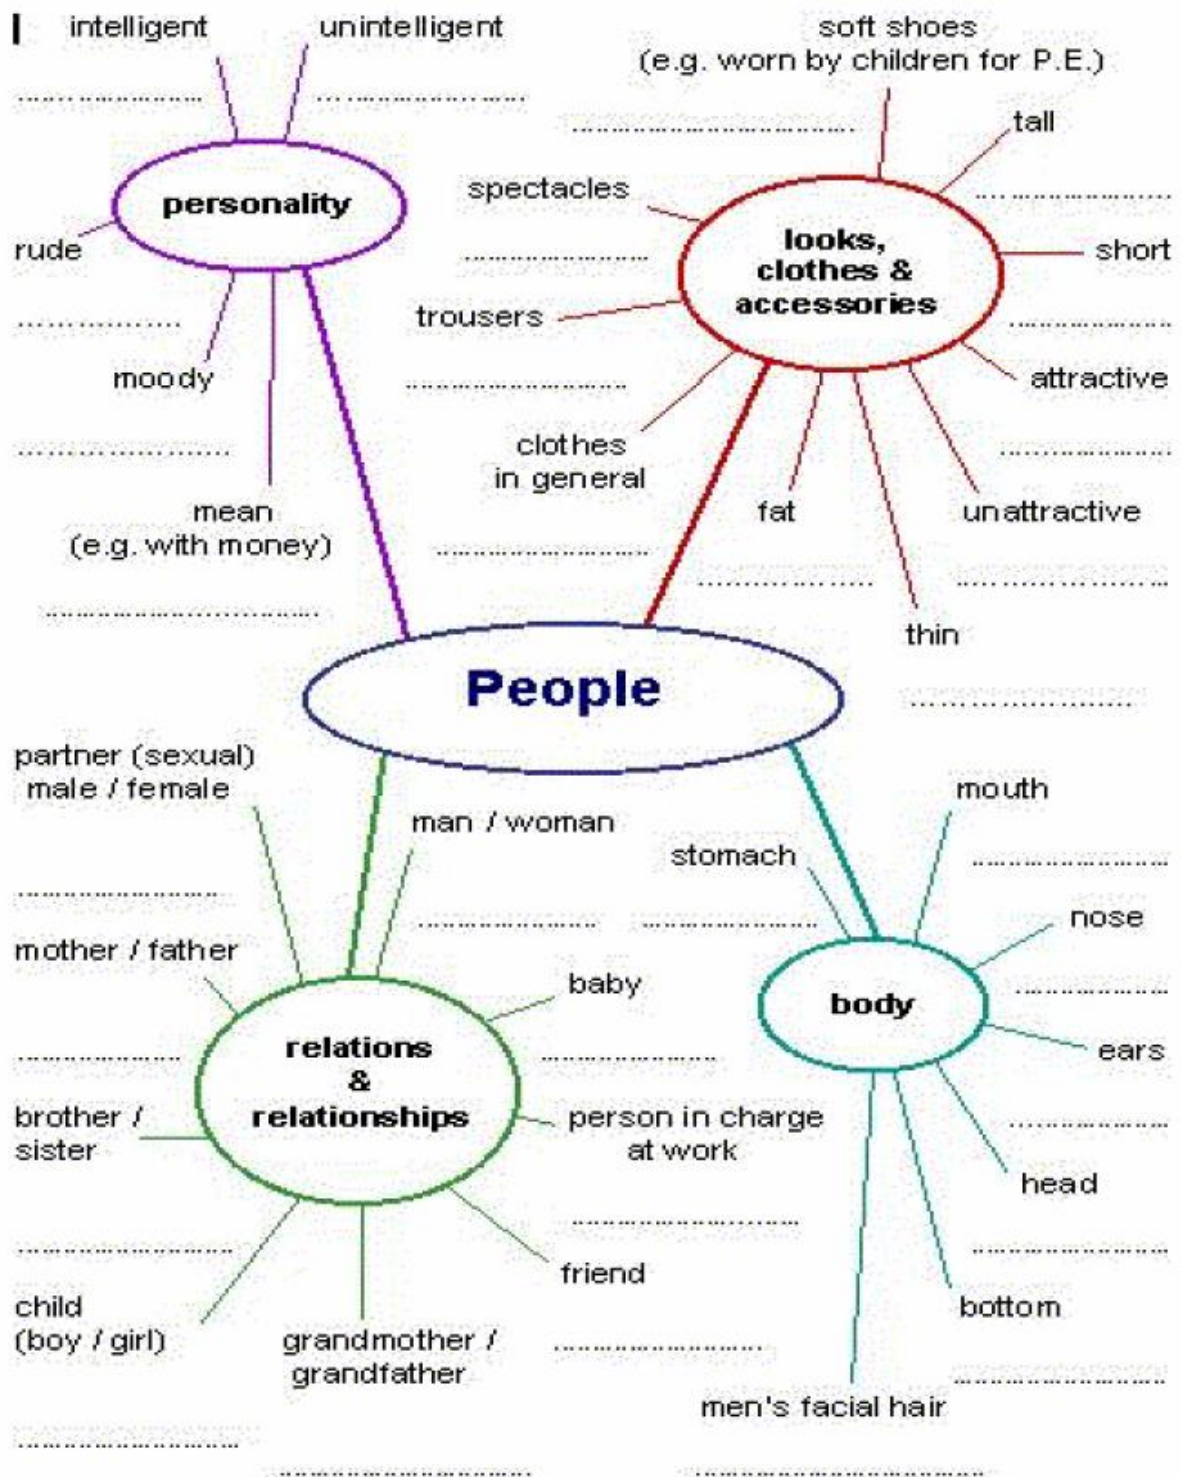 intelligent
unintelligent
personality
rude
moody
mean
(e.g. with money)
soft shoes
(e.g. worn by children for P.E.)
tall
spectacles
looks,
clothes &
accessories
short
trousers
attractive
clothes
in general
fat
unattractive
thin
People
partner (sexual)
male / female
man / woman
mother / father
baby
relations
&
relationships
brother /
sister
person in charge
at work
friend
child
(boy / girl)
grandmother /
grandfather
mouth
stomach
nose
body
ears
head
bottom
men's facial hair